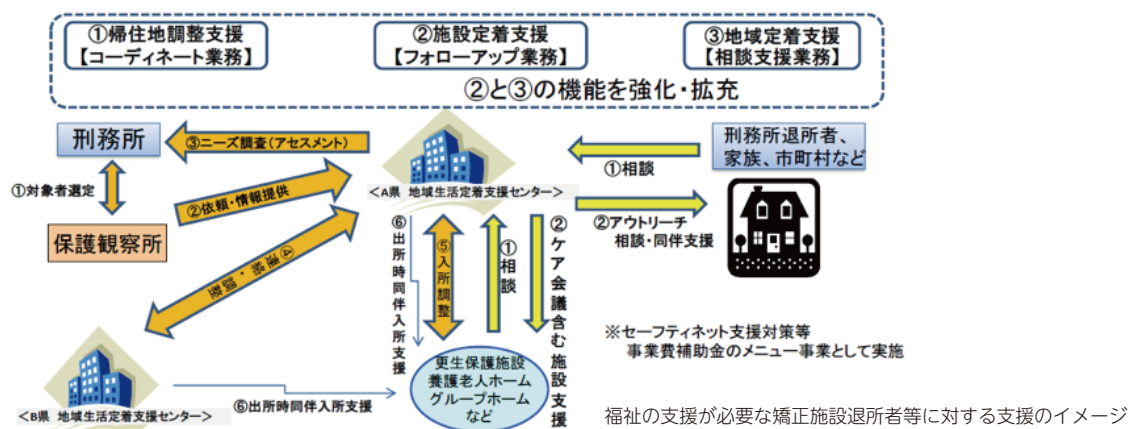 ①帰住地調整支援
【コーディネート業務】
②施設定着支援
【フォローアップ業務】
③地域定着支援
【相談支援業務】
②と③の機能を強化・拡充
刑務所
③ニーズ調査(アセスメント)
①対象者選定
②依頼・情報提供
保護観察所
④連絡・調整
<A県 地域生活定着支援センター>
①相談
刑務所退所者、
家族、市町村など
②アウトリーチ
相談・同伴支援
⑥出所時同伴入所支援
⑤入所調整
①相談
②ケア会議含む施設支援
更生保護施設
養護老人ホーム
グループホーム
など
※セーフティネット支援対策等
事業費補助金のメニュー事業として実施
<B県 地域生活定着支援センター>
⑥出所時同伴入所支援
福祉の支援が必要な矯正施設退所者等に対する支援のイメージ